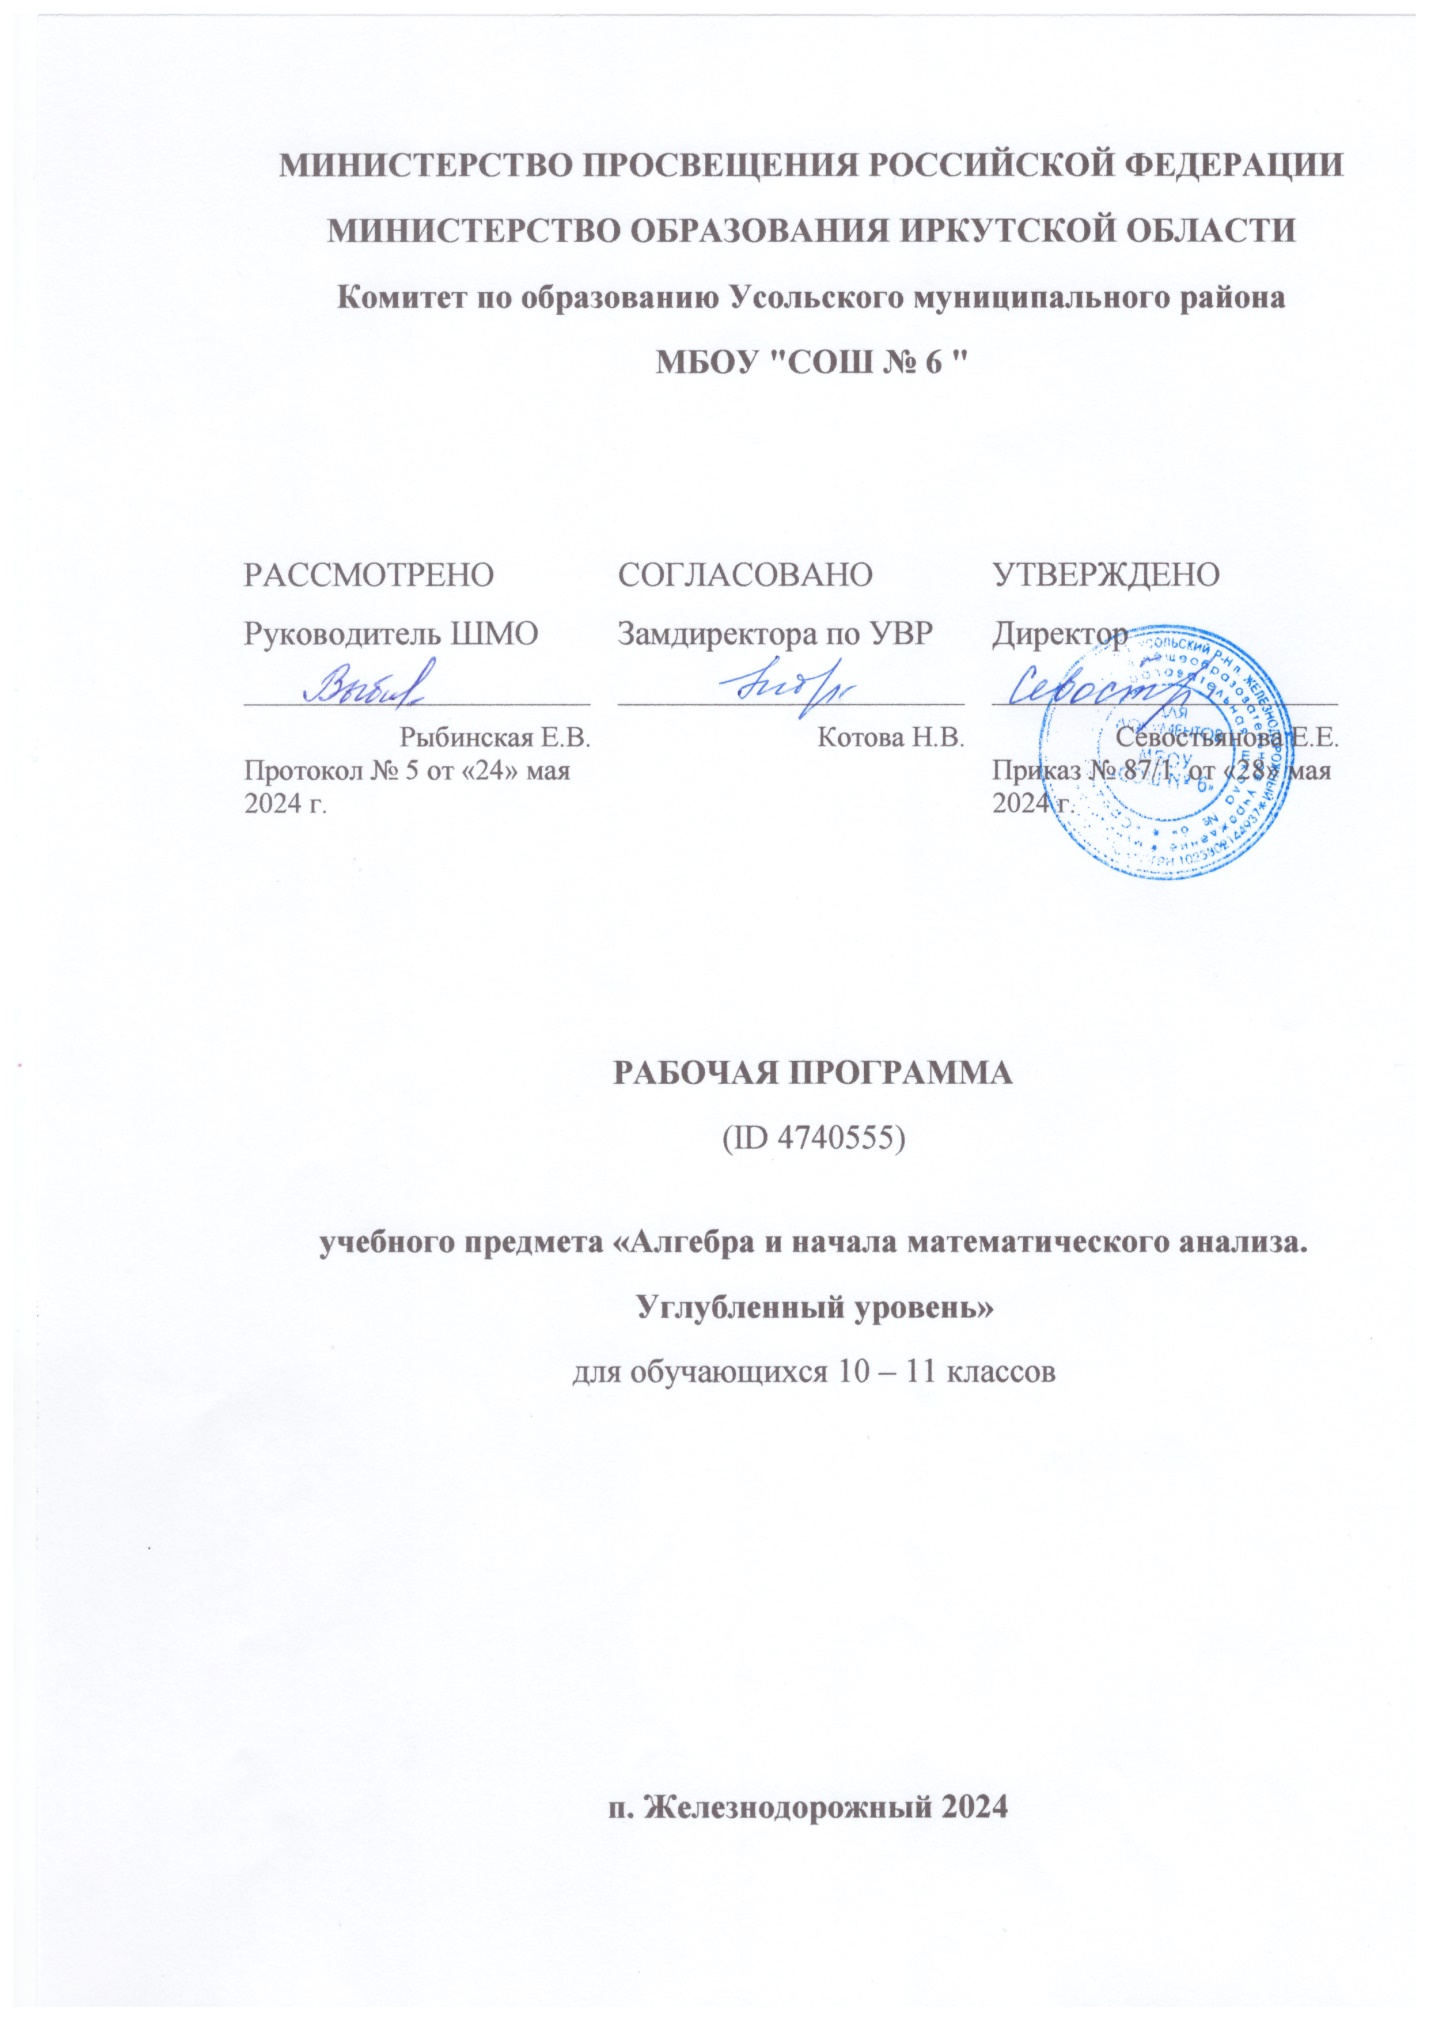 МИНИСТЕРСТВО ПРОСВЕЩЕНИЯ РОССИЙСКОЙ ФЕДЕРАЦИИ
МИНИСТЕРСТВО ОБРАЗОВАНИЯ ИРКУТСКОЙ ОБЛАСТИ
Комитет по образованию Усольского муниципального района
МБОУ "СОШ № 6 "
РАССМОТРЕНО
Руководитель ШМО
Рыбинская Е.В.
Протокол № 5 от «24» мая
2024 г.
СОГЛАСОВАНО
Замдиректора по УВР
Котова Н.В.
УТВЕРЖДЕНО
Директор
Севостьянова Е.Е.
Приказ № 87/1 от «28» мая
2024 г.
УСОЛЬСКИЙ Р-Н п. ЖЕЛЕЗНОДОРОЖНЫЙ
МБОУ
РАБОЧАЯ ПРОГРАММА
(ID 4740555)
учебного предмета «Алгебра и начала математического анализа.
Углубленный уровень»
для обучающихся 10 – 11 классов
п. Железнодорожный 2024